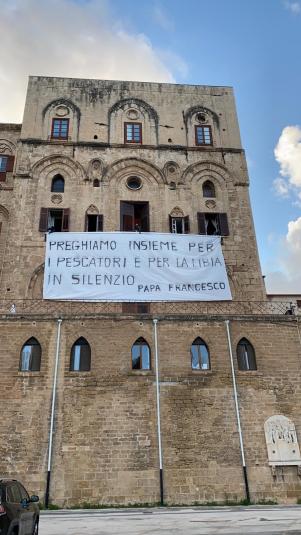 PREGHIAMO INSIEME PER
I PESCATORI E PER LA LIBIA
IN SILENZIO PAPA FRANCESCO